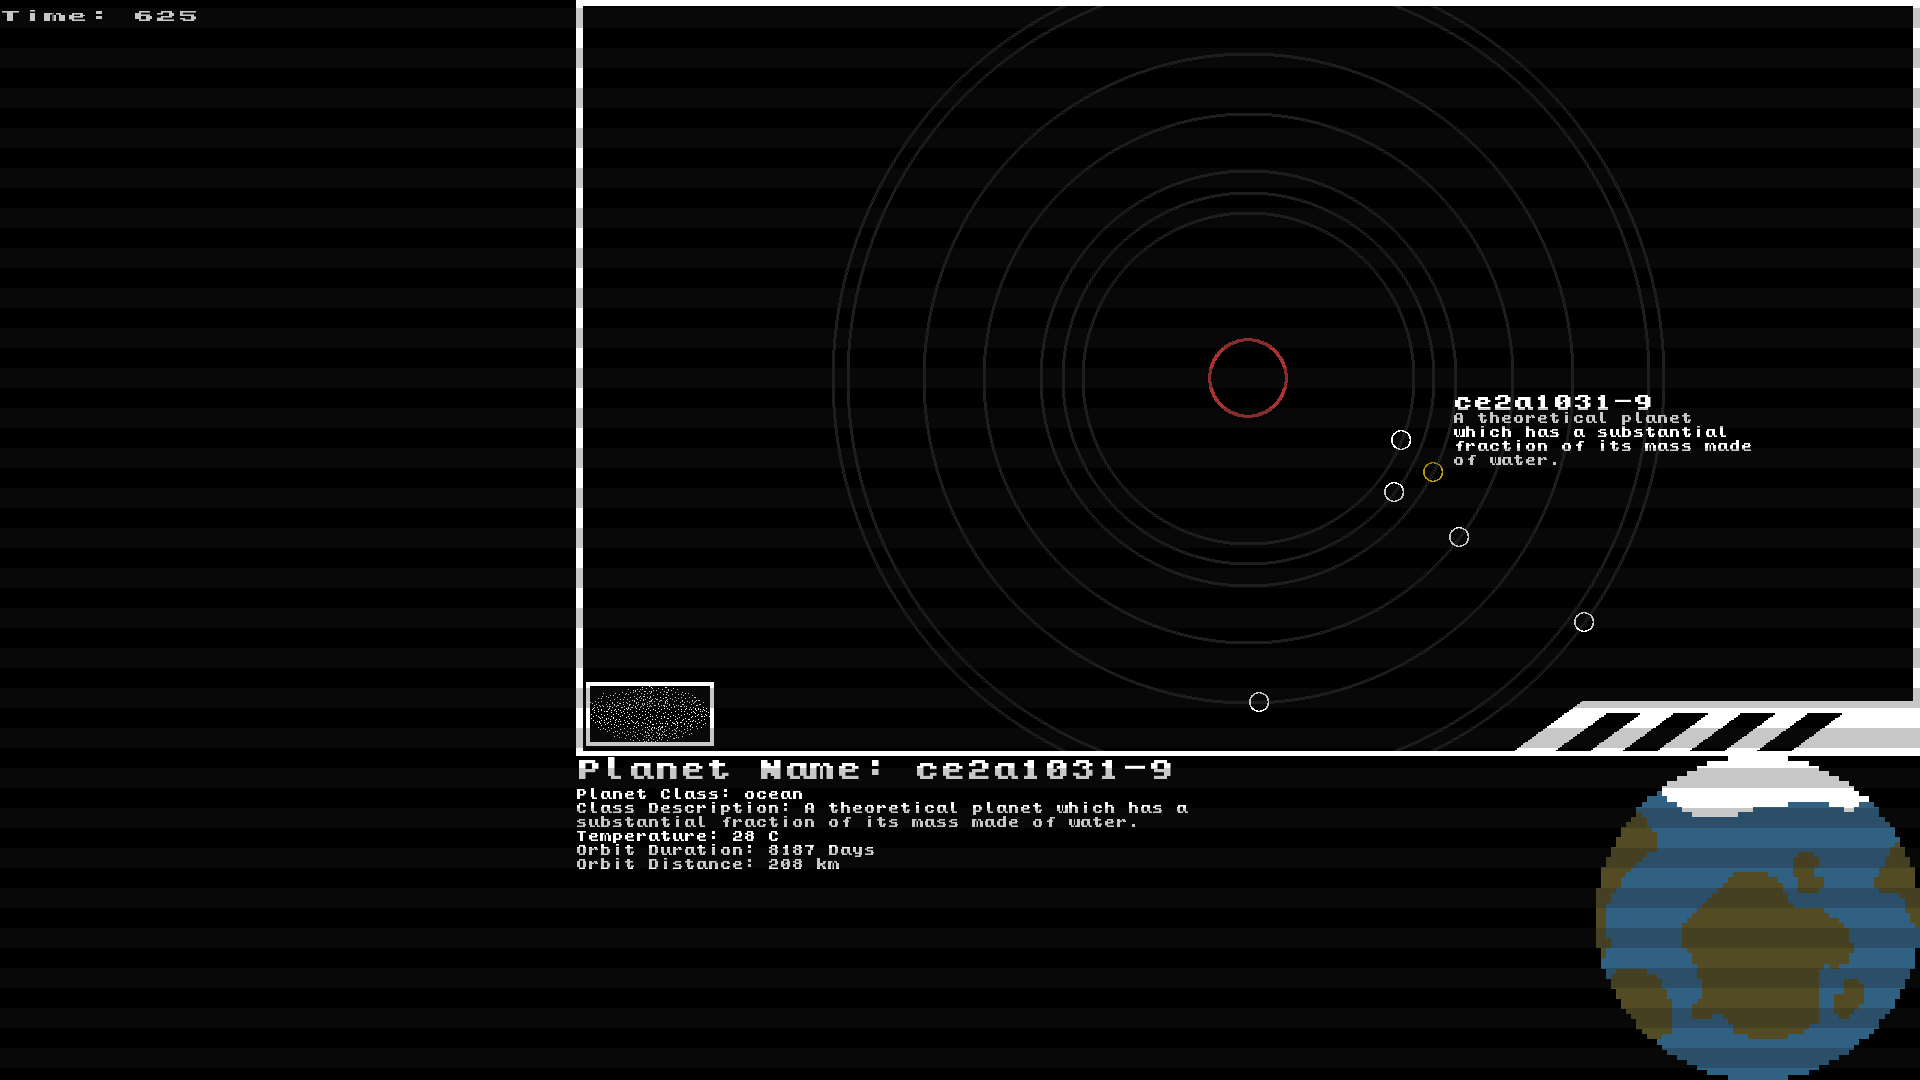 Time: 625
ce2a1031-9
A theoretical planet
which has a substantial
fraction of its mass made
of water.
Planet Name: ce2a1031-9
Planet Class: ocean
Class Description: A theoretical planet which has a
substantial fraction of its mass made of water.
Temperature: 28 C
Orbit Duration: 8187 Days
Orbit Distance: 208 km